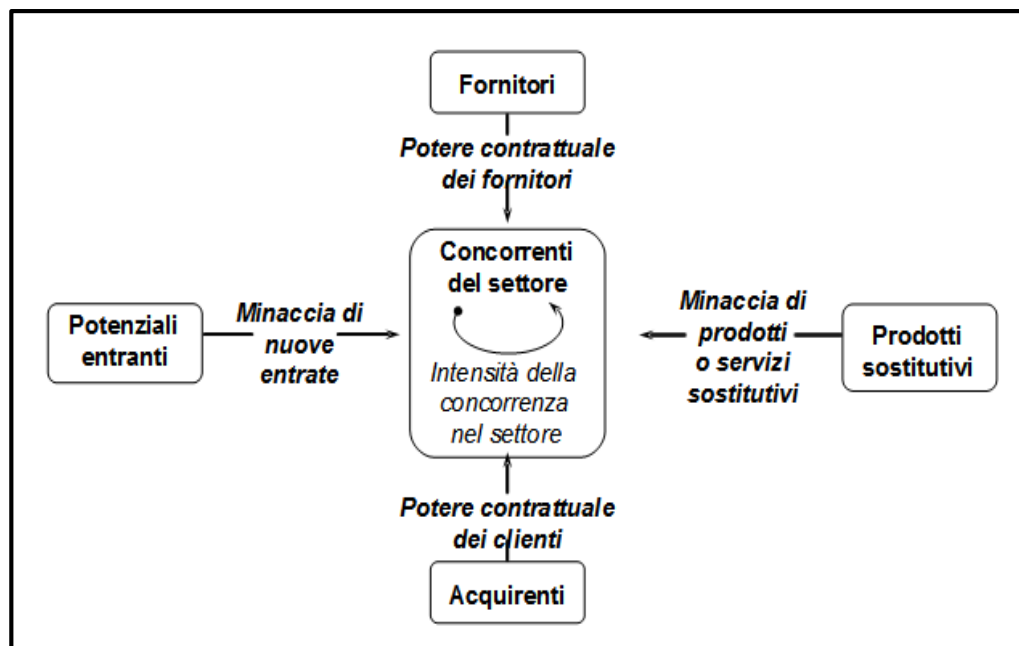 Fornitori
Potere contrattuale
dei fornitori
Concorrenti
del settore
Intensità della
concorrenza
nel settore
Potenziali
entranti
Minaccia di
nuove
entrate
Minaccia di
prodotti
o servizi
sostitutivi
Prodotti
sostitutivi
Potere contrattuale
dei clienti
Acquirenti